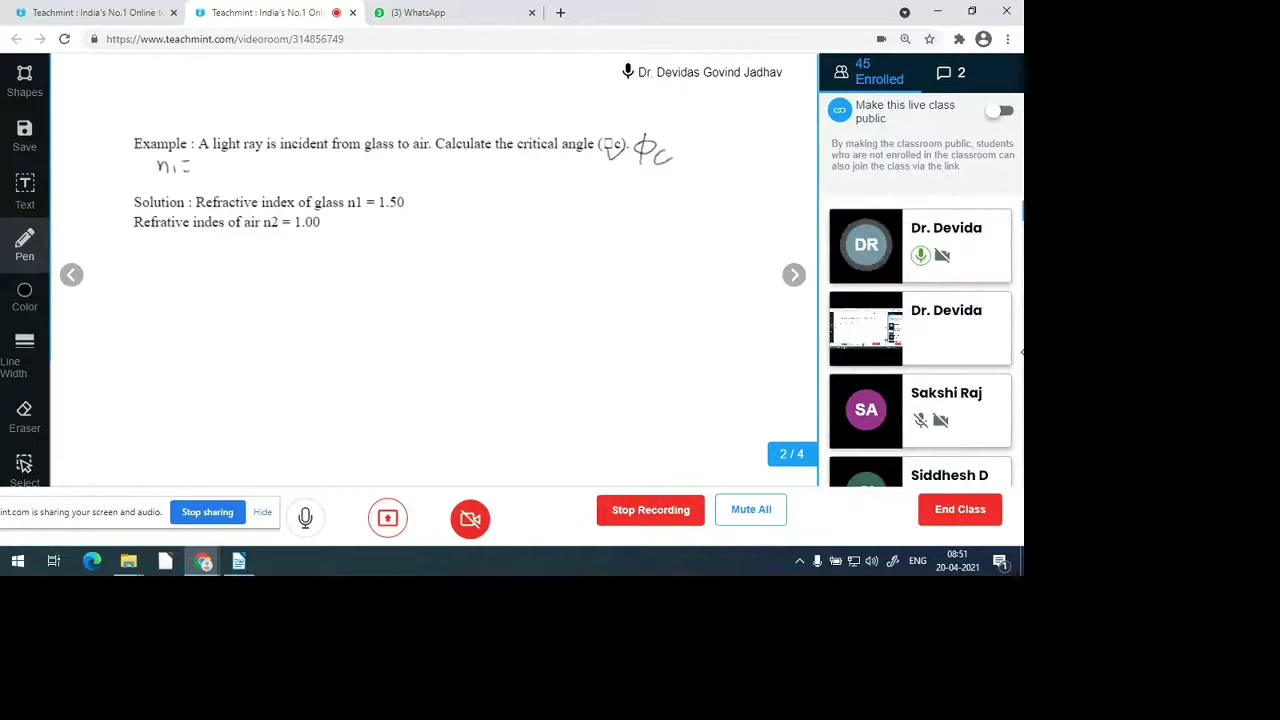 Teachmint : India's No.1 Online t
Teachmint : India's No.1 Onl
(3) WhatsApp
https://www.teachmint.com/videoroom/314856749
Shapes
Save
Text
Pen
Color
Line
Width
Eraser
Select
Dr. Devidas Govind Jadhav
Example : A light ray is incident from glass to air. Calculate the critical angle (□c). ϕc
n1=
Solution : Refractive index of glass n1 = 1.50
Refrative indes of air n2 = 1.00
2 / 4
45
Enrolled
2
Make this live class
public
By making the classroom public, students
who are not enrolled in the classroom can
also join the class via the link
DR
Dr. Devida
Dr. Devida
SA
Sakshi Raj
Siddhesh D
int.com is sharing your screen and audio.
Stop sharing
Hide
Stop Recording
Mute All
End Class
ENG
08:51
20-04-2021
1